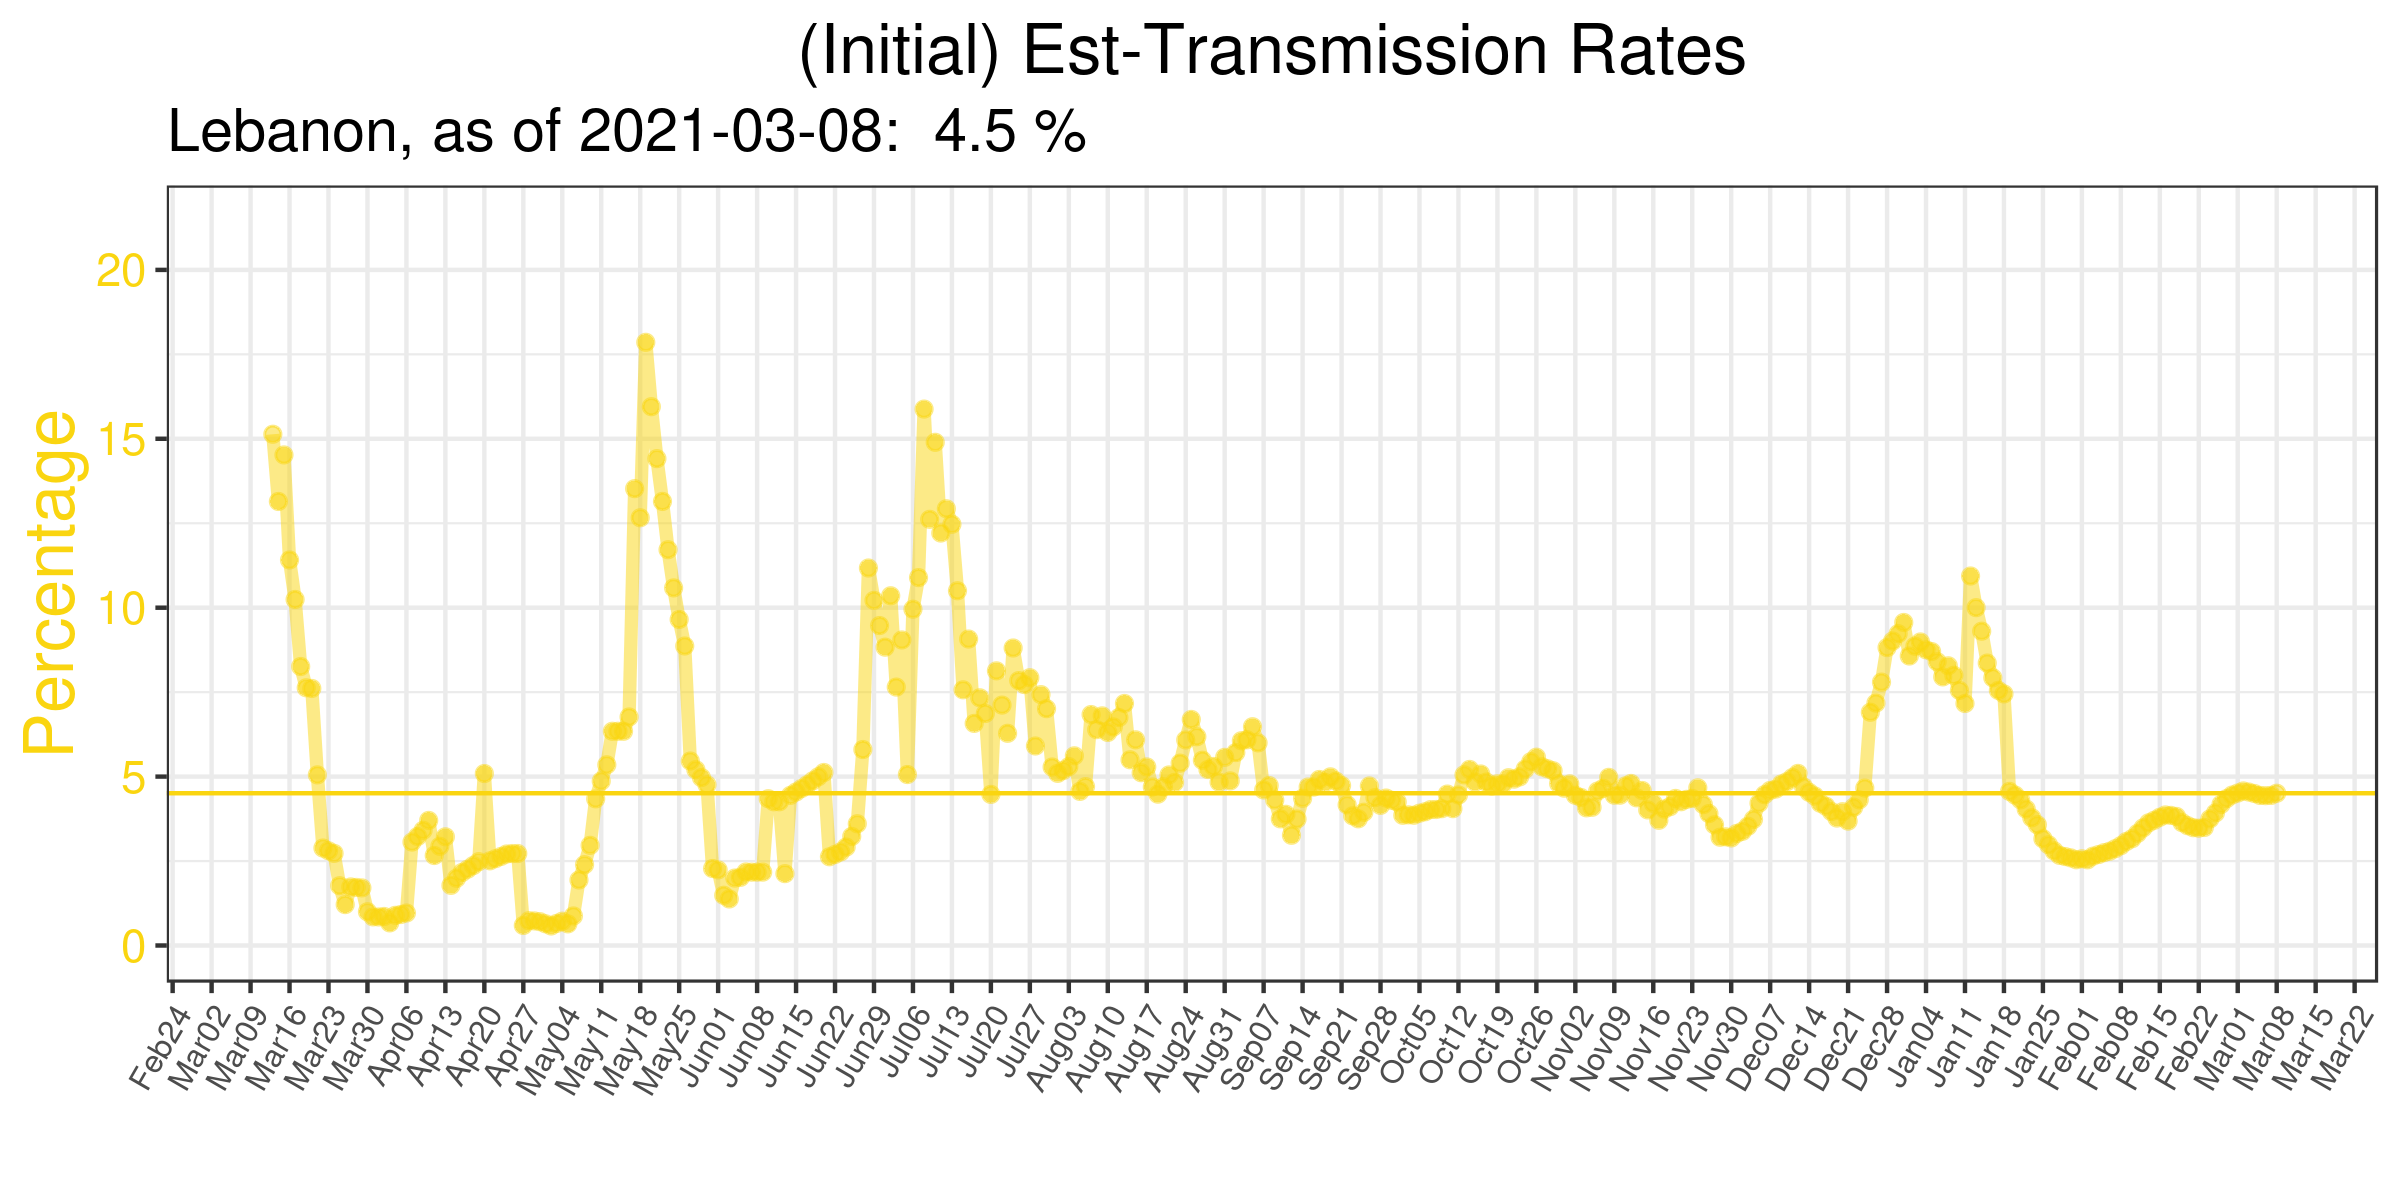 (Initial) Est-Transmission Rates
Lebanon, as of 2021-03-08:  4.5 %
Percentage
20
15
10
5
0
Feb24
Mar02
Mar09
Mar16
Mar23
Mar30
Apr06
Apr13
Apr20
Apr27
May04
May11
May18
May25
Jun01
Jun08
Jun15
Jun22
Jun29
Jul06
Jul13
Jul20
Jul27
Aug03
Aug10
Aug17
Aug24
Aug31
Sep07
Sep14
Sep21
Sep28
Oct05
Oct12
Oct19
Oct26
Nov02
Nov09
Nov16
Nov23
Nov30
Dec07
Dec14
Dec21
Dec28
Jan04
Jan11
Jan18
Jan25
Feb01
Feb08
Feb15
Feb22
Mar01
Mar08
Mar15
Mar22